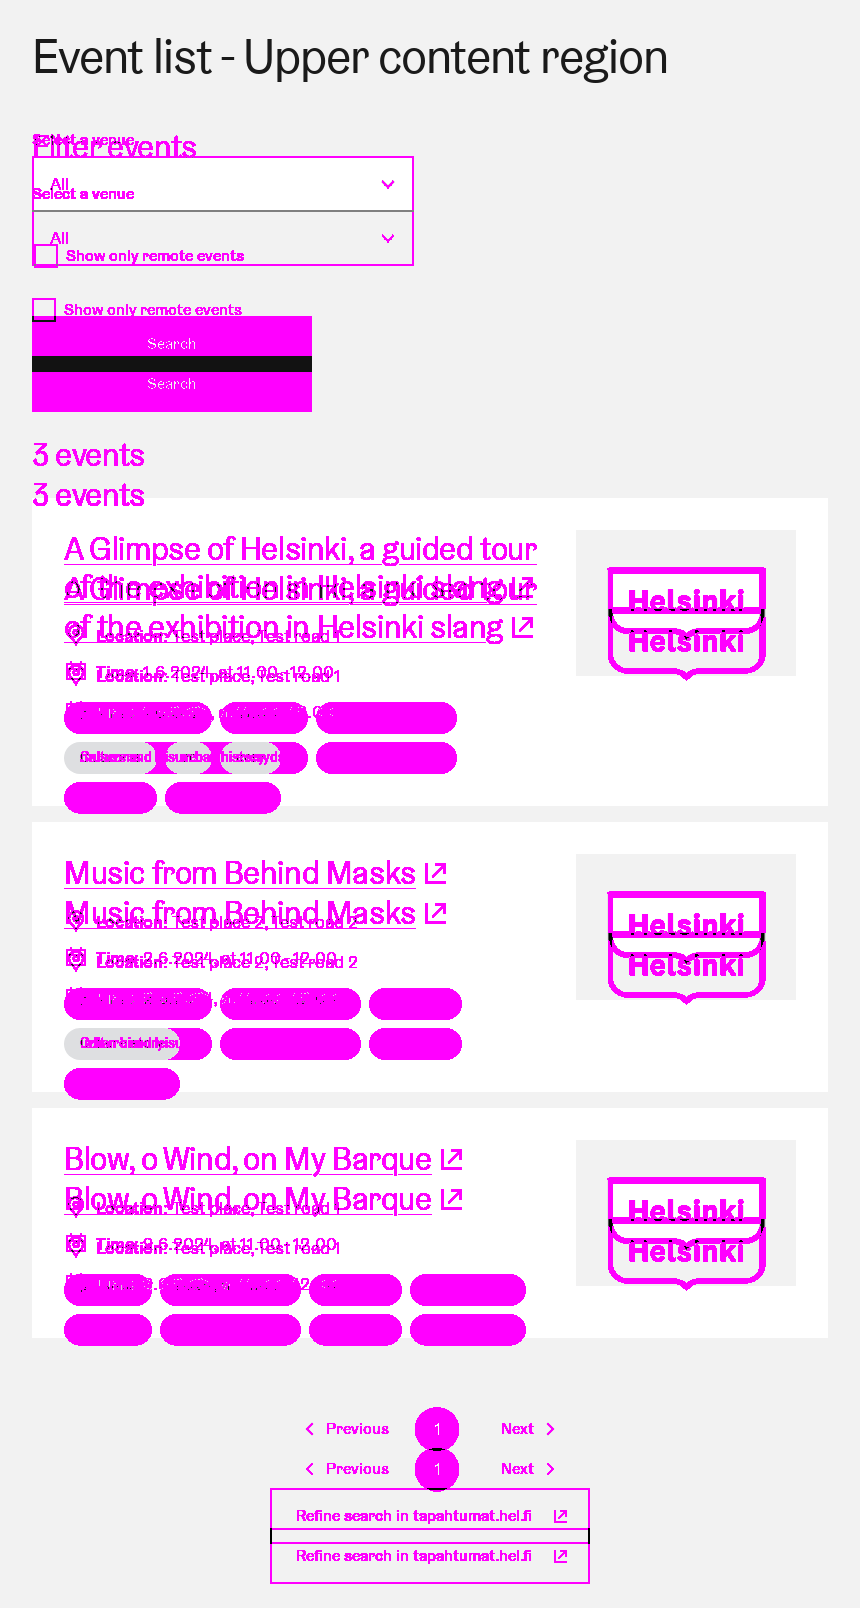 Event list - Upper content region
Select a venue
Filter events
All
Select a venue
All
Show only remote events
Show only remote events
Search
Search
3 events
3 events
A Glimpse of Helsinki, a guided tour
of the exhibition in Helsinki slang
A Glimpse of Helsinki, a guided tour
of the exhibition in Helsinki slang
Helsinki
Helsinki
Location: Test place, Test road 1
Time: 1.6.2024, at 11.00 - 12.00
Location: Test place, Test road 1
Music from Behind Masks
Music from Behind Masks
Helsinki
Helsinki
Location: Test place 2, Test road 2
Time: 2.6.2024, at 11.00 - 12.00
Location: Test place 2, Test road 2
Blow, o Wind, on My Barque
Blow, o Wind, on My Barque
Helsinki
Helsinki
Location: Test place, Test road 1
Time: 3.6.2024, at 11.00 - 12.00
Location: Test place, Test road 1
Previous 1 Next
Previous 1 Next
Refine search in tapahtumat.hel.fi
Refine search in tapahtumat.hel.fi